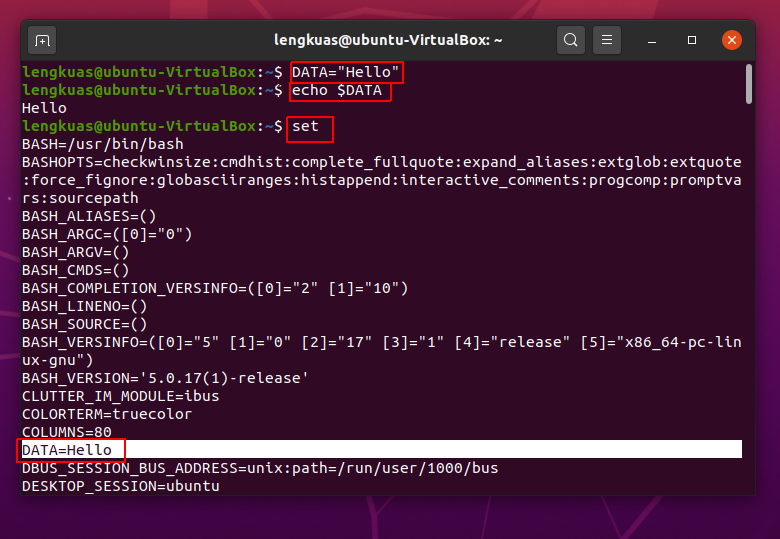 lengkuas@ubuntu-VirtualBox: ~
lengkuas@ubuntu-VirtualBox:~$ DATA="Hello"
lengkuas@ubuntu-VirtualBox:~$ echo $DATA
Hello
lengkuas@ubuntu-VirtualBox:~$ set
BASH=/usr/bin/bash
BASHOPTS=checkwinsize:cmdhist:complete_fullquote:expand_aliases:extglob:extquote
:force_fignore:globasciiranges:histappend:interactive_comments:progcomp:promptva
rs:sourcepath
BASH_ALIASES=()
BASH_ARGC=([0]="0")
BASH_ARGV=()
BASH_CMDS=()
BASH_COMPLETION_VERSINFO=([0]="2" [1]="10")
BASH_LINENO=()
BASH_SOURCE=()
BASH_VERSINFO=([0]="5" [1]="0" [2]="17" [3]="1" [4]="release" [5]="x86_64-pc-lin
ux-gnu")
BASH_VERSION='5.0.17(1)-release'
CLUTTER_IM_MODULE=ibus
COLORTERM=truecolor
COLUMNS=80
DATA=Hello
DBUS_SESSION_BUS_ADDRESS=unix:path=/run/user/1000/bus
DESKTOP_SESSION=ubuntu